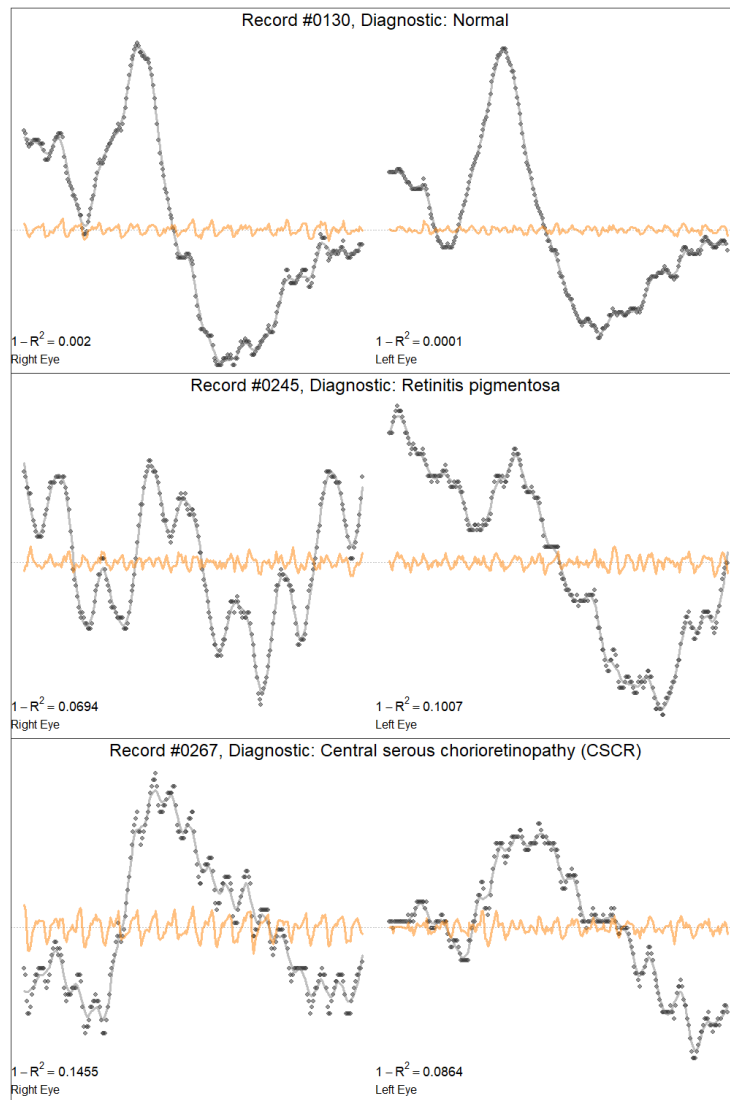 Record #0130, Diagnostic: Normal
1 − R² = 0.002
Right Eye
1 − R² = 0.0001
Left Eye
Record #0245, Diagnostic: Retinitis pigmentosa
1 − R² = 0.0694
Right Eye
1 − R² = 0.1007
Left Eye
Record #0267, Diagnostic: Central serous chorioretinopathy (CSCR)
1 − R² = 0.1455
Right Eye
1 − R² = 0.0864
Left Eye